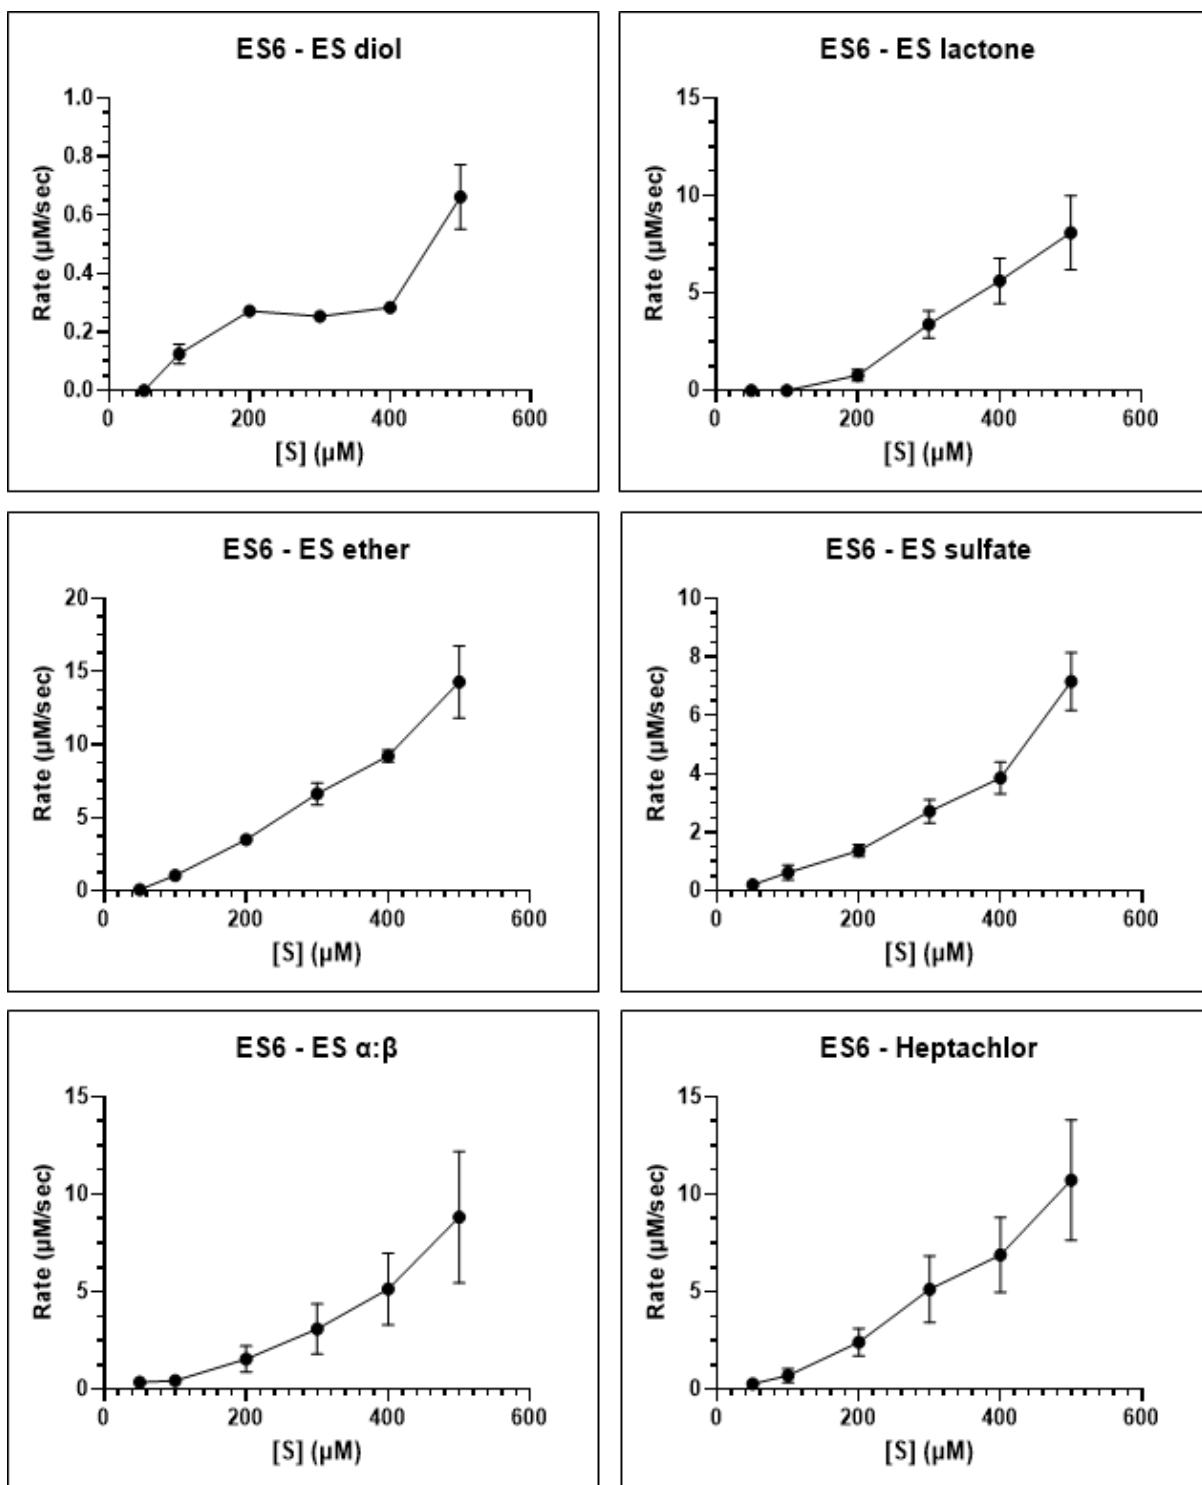 ES6 - ES diol
1.0
0.8
0.6
0.4
0.2
0.0
Rate (µM/sec)
0 200 400 600
[S] (µM)
ES6 - ES lactone
15
10
5
0
Rate (µM/sec)
0 200 400 600
[S] (µM)
ES6 - ES ether
20
15
10
5
0
Rate (µM/sec)
0 200 400 600
[S] (µM)
ES6 - ES sulfate
10
8
6
4
2
0
Rate (µM/sec)
0 200 400 600
[S] (µM)
ES6 - ES α:β
15
10
5
0
Rate (µM/sec)
0 200 400 600
[S] (µM)
ES6 - Heptachlor
15
10
5
0
Rate (µM/sec)
0 200 400 600
[S] (µM)